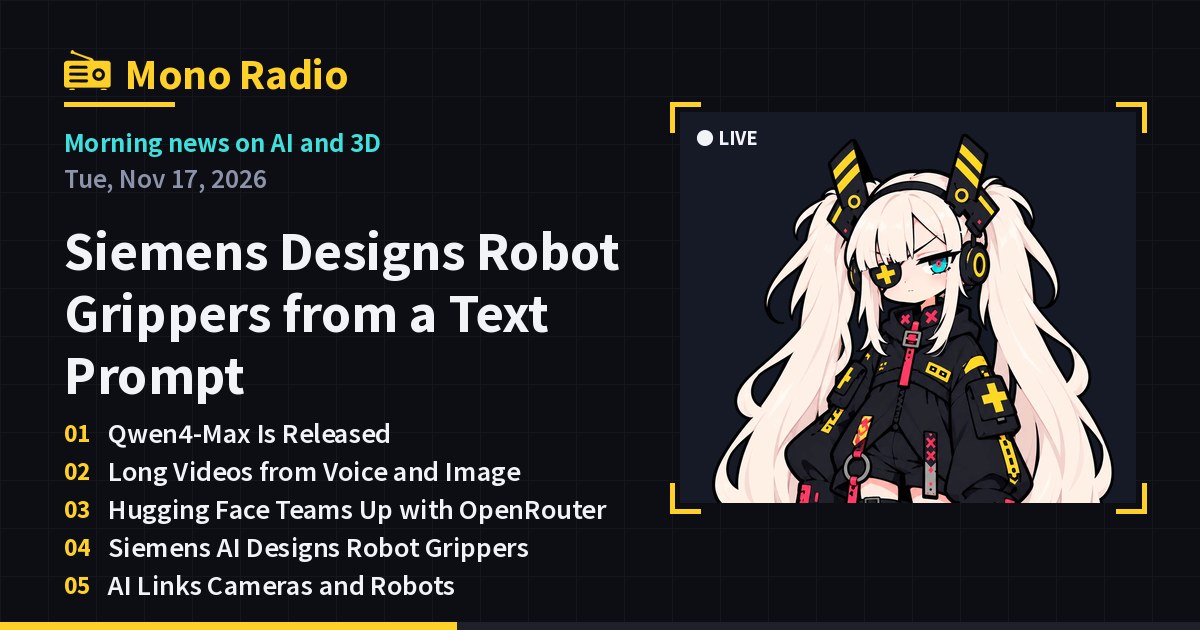 Mono Radio
Morning news on AI and 3D
Tue, Nov 17, 2026
Siemens Designs Robot
Grippers from a Text
Prompt
01 Qwen4-Max Is Released
02 Long Videos from Voice and Image
03 Hugging Face Teams Up with OpenRouter
04 Siemens AI Designs Robot Grippers
05 AI Links Cameras and Robots
LIVE